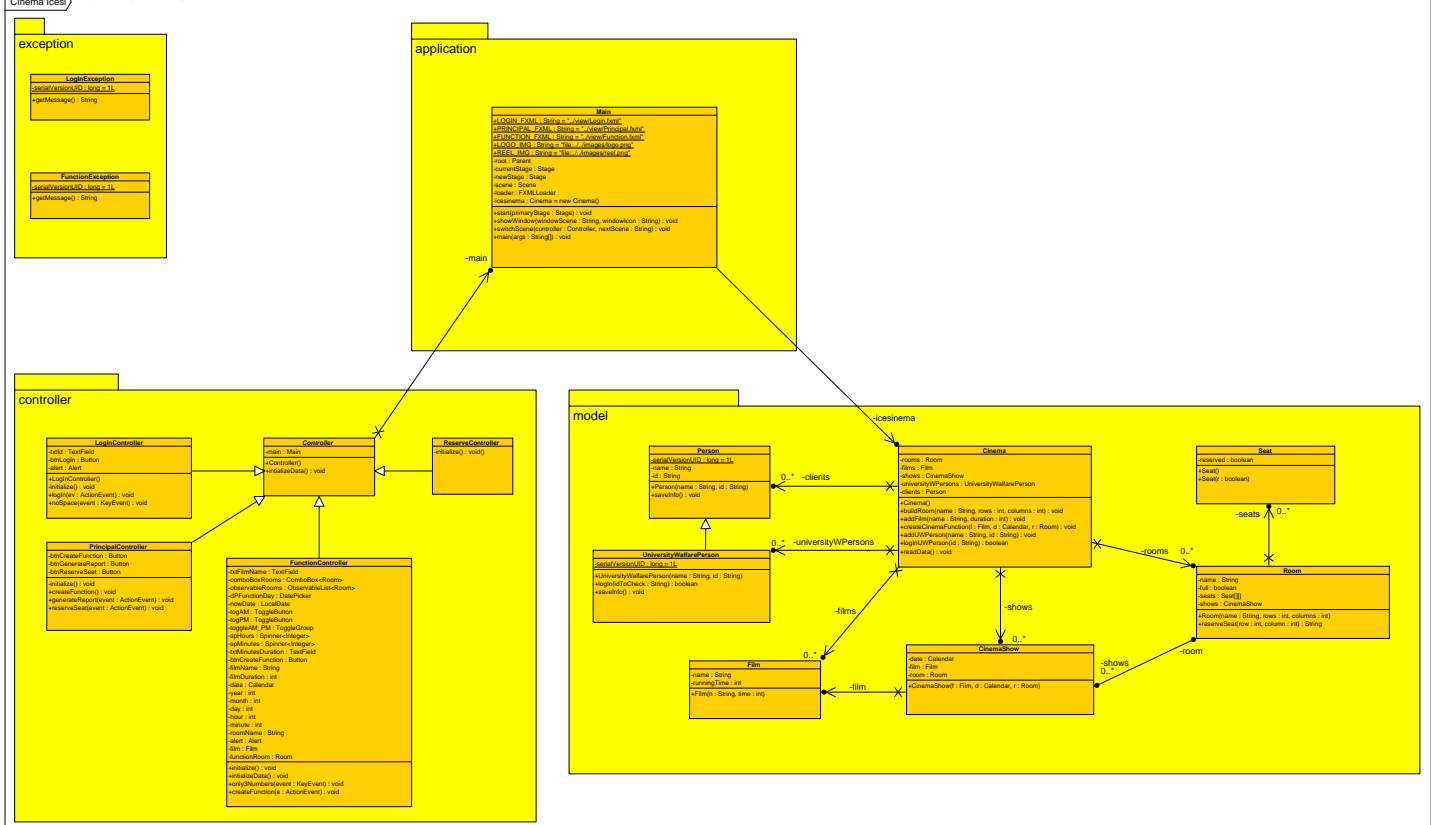 Cinema Icesi
exception
LogInException
-serialVersionUID : long = 1L
+getMessage() : String
FunctionException
-serialVersionUID : long = 1L
+getMessage() : String
application
Main
+LOGIN_FXML : String = "../view/Login.fxml"
+PRINCIPAL_FXML : String = "../view/Principal.fxml"
+FUNCTION_FXML : String = "../view/Function.fxml"
+LOGO_IMG : String = "file:../../images/logo.png"
+REEL_IMG : String = "file:../../images/reel.png"
-root : Parent
-currentStage : Stage
-newStage : Stage
-scene : Scene
-loader : FXMLLoader
-icesinema : Cinema = new Cinema()
+start(primaryStage : Stage) : void
+showWindow(windowScene : String, windowIcon : String) : void
+switchScene(controller : Controller, nextScene : String) : void
+main(args : String[]) : void
-main
-icesinema
controller
LogInController
-txtId : TextField
-btnLogIn : Button
-alert : Alert
+LogInController()
-initialize() : void
+logIn(ev : ActionEvent) : void
+noSpace(event : KeyEvent) : void
Controller
-main : Main
+Controller()
+intializeData() : void
ReserveController
-initialize() : void()
PrincipalController
-btnCreateFunction : Button
-btnGenerateReport : Button
-btnReserveSeat : Button
-initialize() : void
+createFunction() : void
+generateReport(event : ActionEvent) : void
+reserveSeat(event : ActionEvent) : void
FunctionController
-txtFilmName : TextField
-comboBoxRooms : ComboBox<Room>
-observableRooms : ObservableList<Room>
-dPFunctionDay : DatePicker
-nowDate : LocalDate
-togAM : ToggleButton
-togPM : ToggleButton
-toggleAM_PM : ToggleGroup
-spHours : Spinner<Integer>
-spMinutes : Spinner<Integer>
-txtMinutesDuration : TextField
-btnCreateFunction : Button
-filmName : String
-filmDuration : int
-date : Calendar
-year : int
-month : int
-day : int
-hour : int
-minute : int
-roomName : String
-alert : Alert
-film : Film
-functionRoom : Room
+initialize() : void
+intializeData() : void
+only3Numbers(event : KeyEvent) : void
+createFunction(e : ActionEvent) : void
model
Person
-serialVersionUID : long = 1L
-name : String
-id : String
+Person(name : String, id : String)
+saveInfo() : void
0..* -clients
Cinema
-rooms : Room
-films : Film
-shows : CinemaShow
-universityWPersons : UniversityWalfarePerson
-clients : Person
+Cinema()
+buildRoom(name : String, rows : int, columns : int) : void
+addFilm(name : String, duration : int) : void
+createCinemaFunction(f : Film, d : Calendar, r : Room) : void
+addUWPerson(name : String, id : String) : void
+logInUWPerson(id : String) : boolean
+readData() : void
Seat
-reserved : boolean
+Seat()
+Seat(r : boolean)
-seats 0..*
0..* -universityWPersons
UniversityWalfarePerson
-serialVersionUID : long = 1L
+UniversityWalfarePerson(name : String, id : String)
+logIn(idToCheck : String) : boolean
+saveInfo() : void
-rooms 0..*
Room
-name : String
-full : boolean
-seats : Seat[][]
-shows : CinemaShow
+Room(name : String, rows : int, columns : int)
+reserveSeat(row : int, column : int) : String
-films
0..*
-shows
0..*
Film
-name : String
-runningTime : int
+Film(n : String, time : int)
-film
CinemaShow
-date : Calendar
-film : Film
-room : Room
+CinemaShow(f : Film, d : Calendar, r : Room)
-shows
0..*
-room